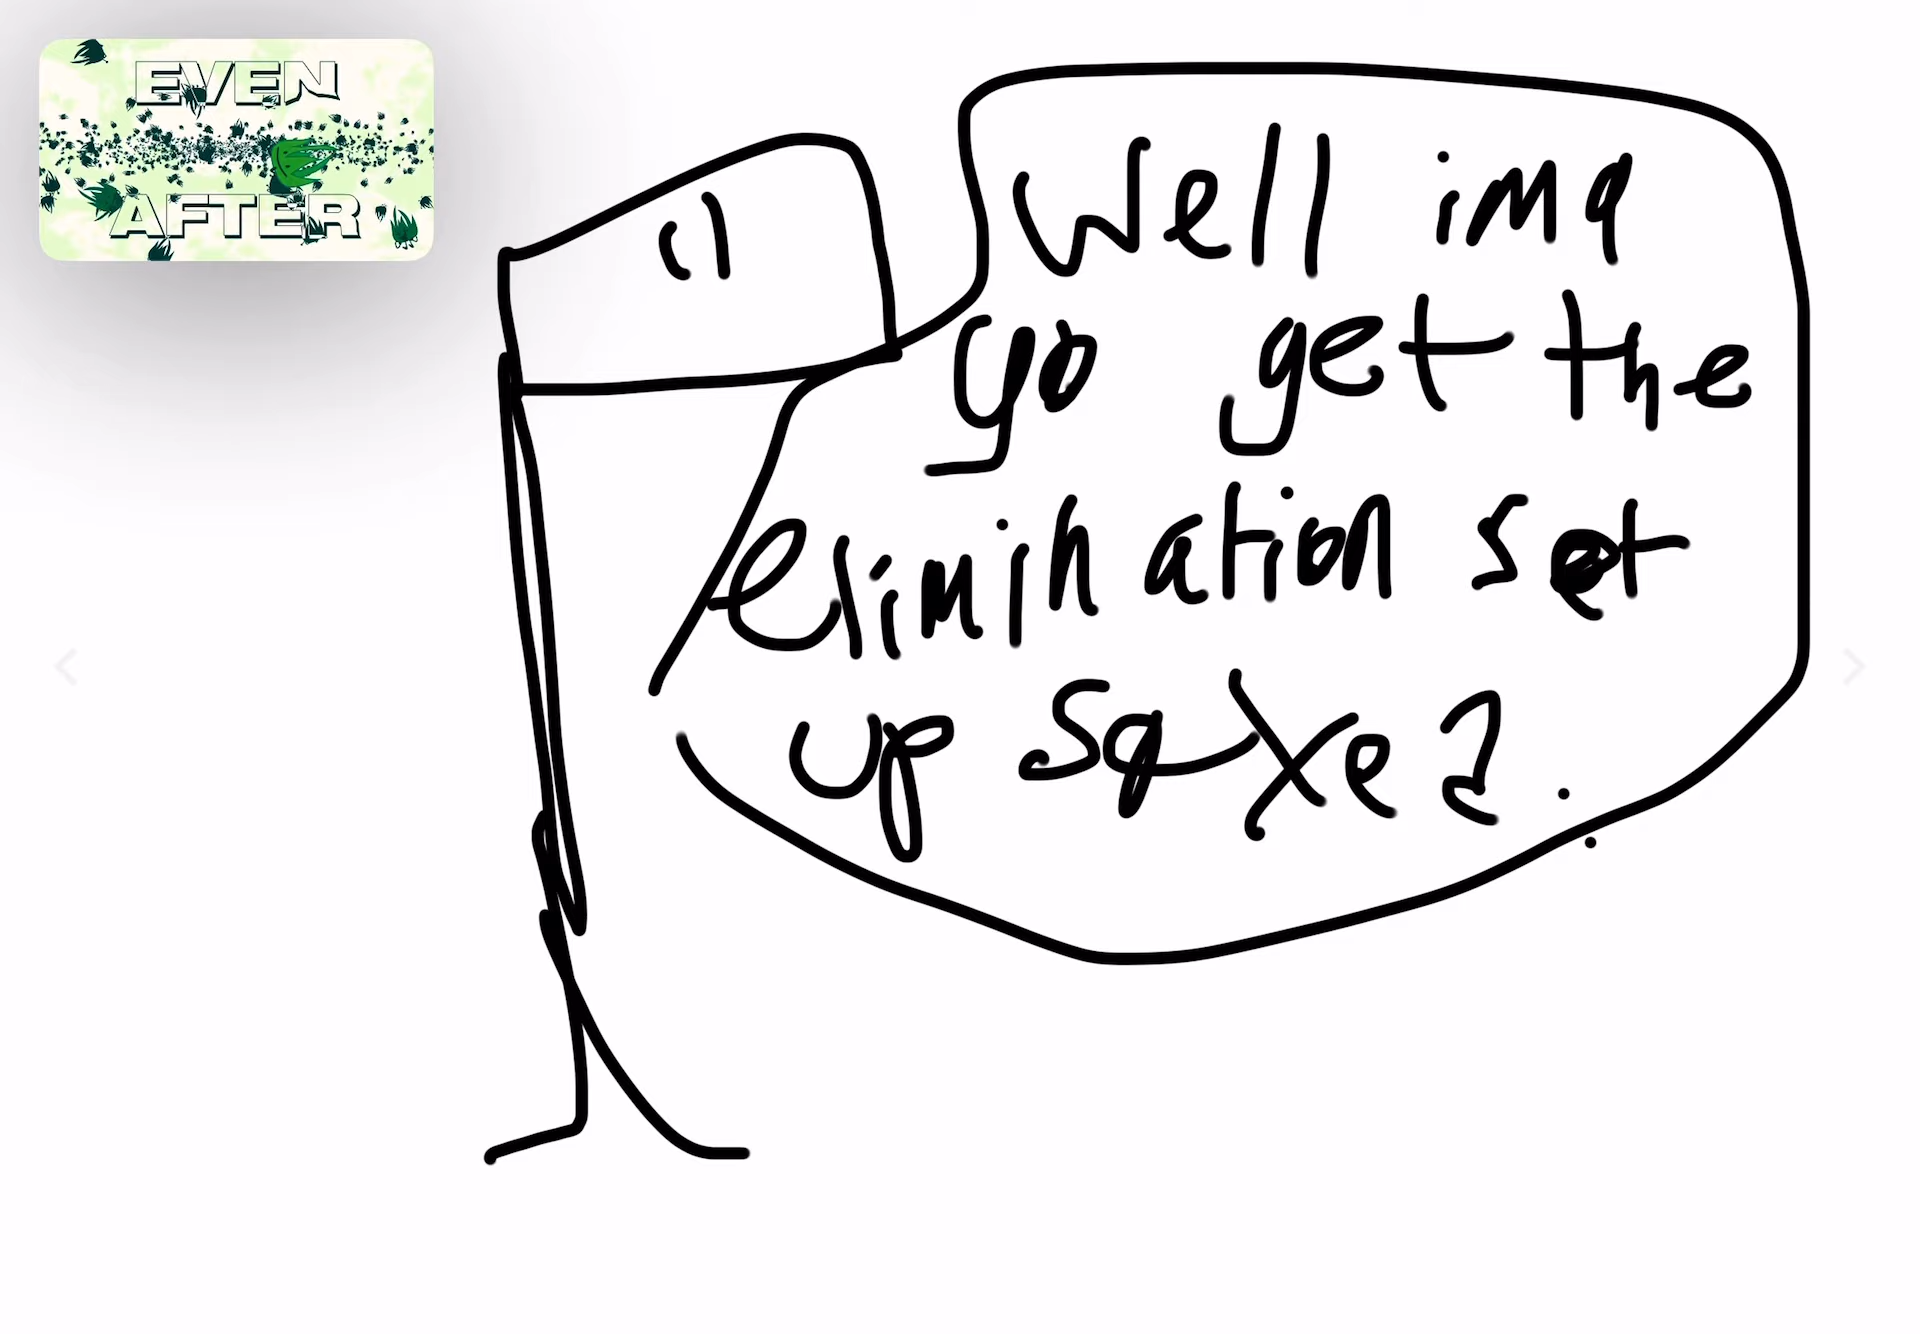 EVEN
AFTER
Well ima
go get the
elimination set
up